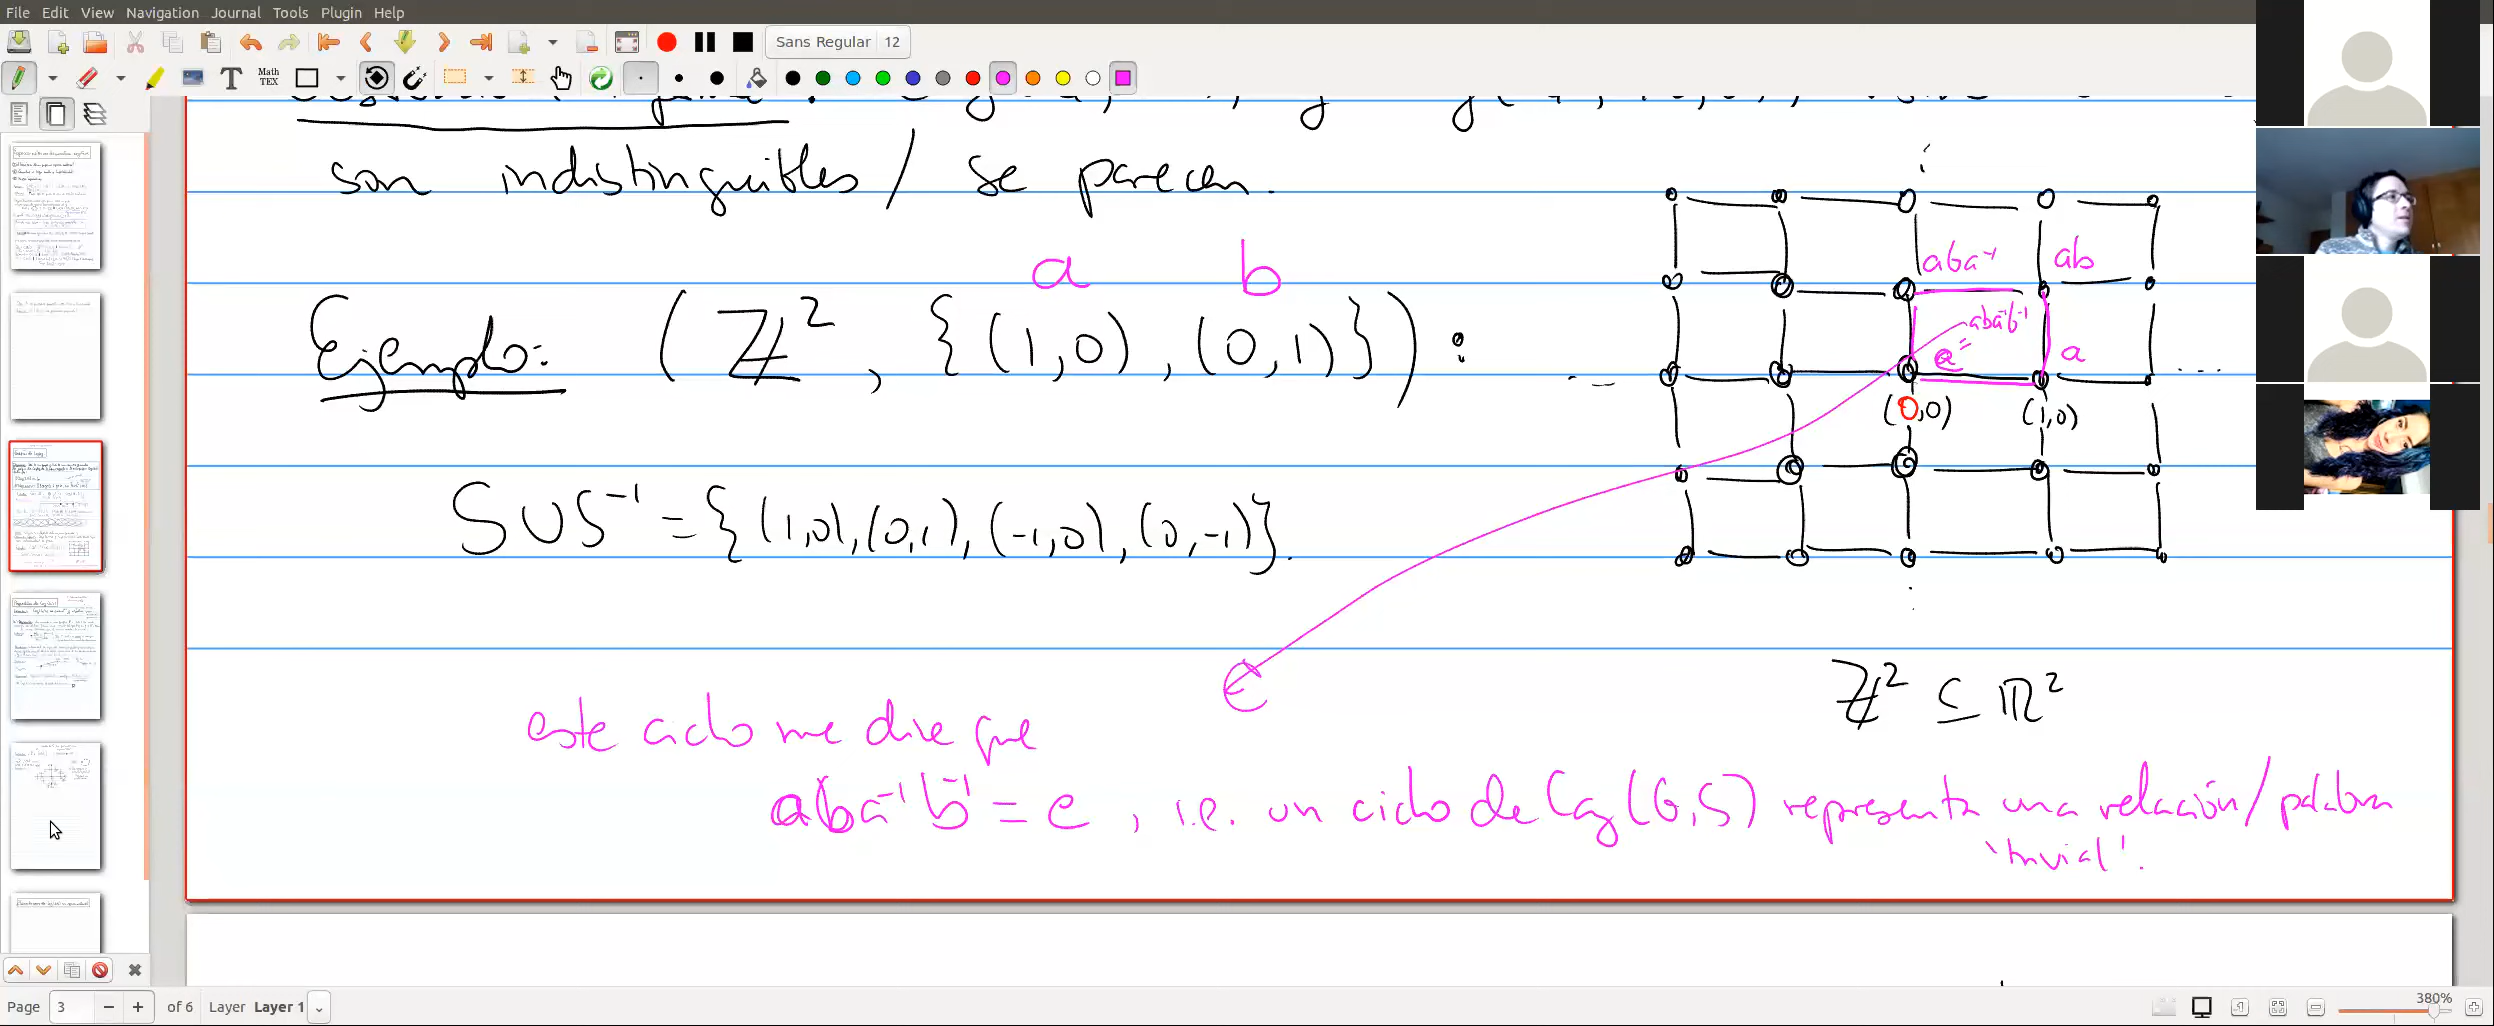 File Edit View Navigation Journal Tools Plugin Help
Sans Regular 12
Math TEX
son indistinguibles / se parecen.
a b
Ejemplo: ( ℤ² , { (1,0) , (0,1) } ) :
S∪S⁻¹ = { (1,0), (0,1), (-1,0), (0,-1) }.
aba⁻¹ ab
aba⁻¹b⁻¹
e = a
(0,0) (1,0)
ℤ² ⊆ ℝ²
este ciclo me dice que
aba⁻¹b⁻¹ = e , i.e. un ciclo de Cay(G,S) representa una relación/palabra
'trivial'.
Page 3 of 6 Layer Layer 1
380%